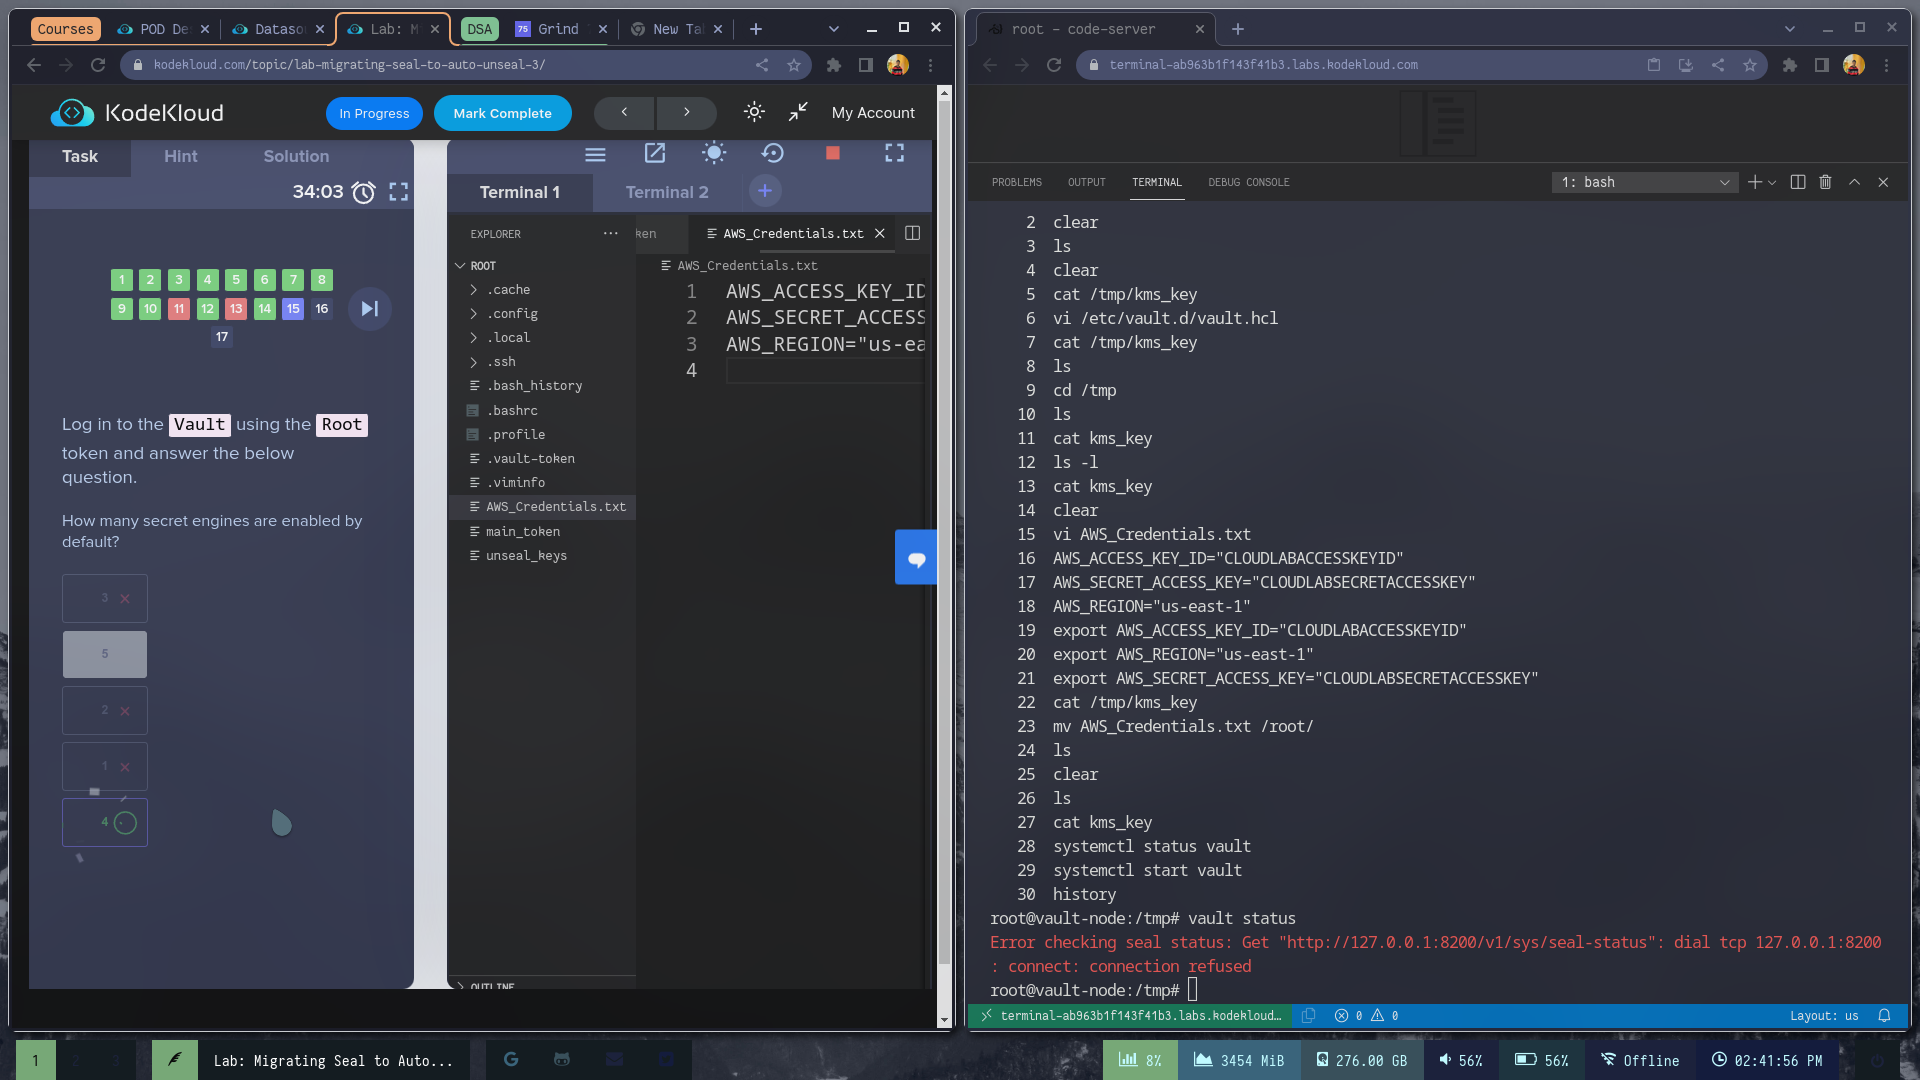 Courses
POD De
Dataso
Lab: M
DSA
75
Grind
New Ta
kodekloud.com/topic/lab-migrating-seal-to-auto-unseal-3/
KodeKloud
In Progress
Mark Complete
My Account
Task
Hint
Solution
34:03
1 2 3 4 5 6 7 8
9 10 11 12 13 14 15 16
17
Log in to the Vault using the Root
token and answer the below
question.
How many secret engines are enabled by
default?
3
5
2
1
4
Terminal 1
Terminal 2
EXPLORER
ken
AWS_Credentials.txt
ROOT
.cache
.config
.local
.ssh
.bash_history
.bashrc
.profile
.vault-token
.viminfo
AWS_Credentials.txt
main_token
unseal_keys
OUTLINE
AWS_Credentials.txt
1 AWS_ACCESS_KEY_ID
2 AWS_SECRET_ACCESS
3 AWS_REGION="us-ea
4
root - code-server
terminal-ab963b1f143f41b3.labs.kodekloud.com
PROBLEMS
OUTPUT
TERMINAL
DEBUG CONSOLE
1: bash
2 clear
3 ls
4 clear
5 cat /tmp/kms_key
6 vi /etc/vault.d/vault.hcl
7 cat /tmp/kms_key
8 ls
9 cd /tmp
10 ls
11 cat kms_key
12 ls -l
13 cat kms_key
14 clear
15 vi AWS_Credentials.txt
16 AWS_ACCESS_KEY_ID="CLOUDLABACCESSKEYID"
17 AWS_SECRET_ACCESS_KEY="CLOUDLABSECRETACCESSKEY"
18 AWS_REGION="us-east-1"
19 export AWS_ACCESS_KEY_ID="CLOUDLABACCESSKEYID"
20 export AWS_REGION="us-east-1"
21 export AWS_SECRET_ACCESS_KEY="CLOUDLABSECRETACCESSKEY"
22 cat /tmp/kms_key
23 mv AWS_Credentials.txt /root/
24 ls
25 clear
26 ls
27 cat kms_key
28 systemctl status vault
29 systemctl start vault
30 history
root@vault-node:/tmp# vault status
Error checking seal status: Get "http://127.0.0.1:8200/v1/sys/seal-status": dial tcp 127.0.0.1:8200
: connect: connection refused
root@vault-node:/tmp#
terminal-ab963b1f143f41b3.labs.kodekloud…
0
0
Layout: us
1
2
3
Lab: Migrating Seal to Auto...
8%
3454 MiB
276.00 GB
56%
56%
Offline
02:41:56 PM